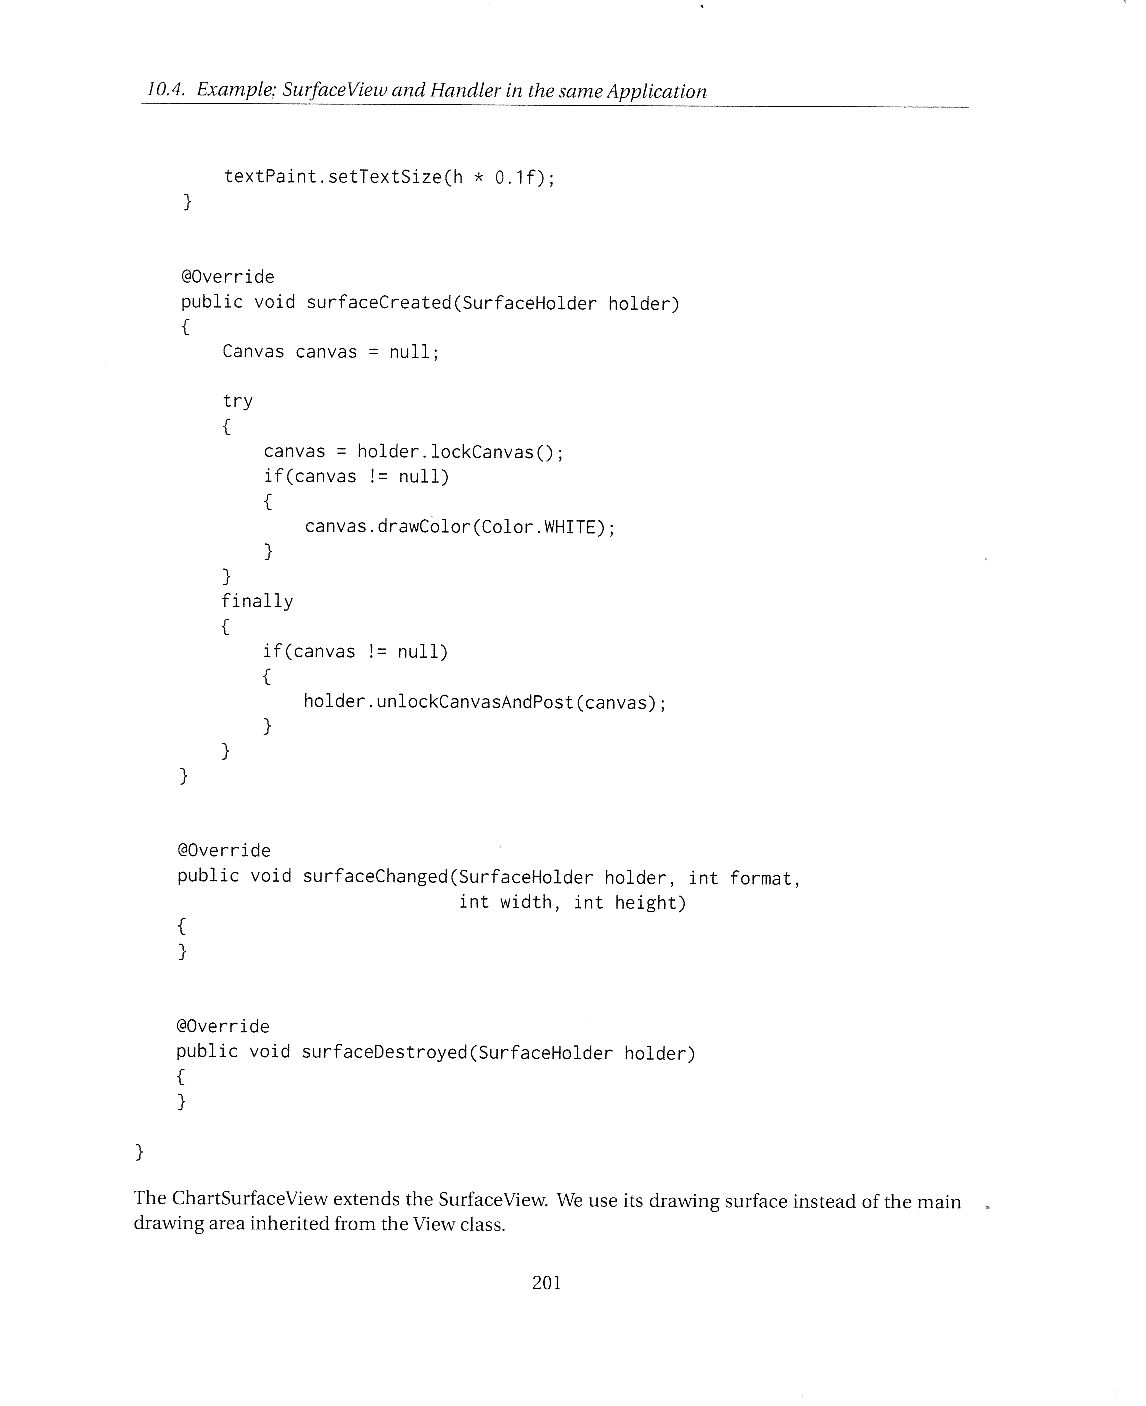 10.4. Example: SurfaceView and Handler in the same Application
textPaint.setTextSize(h * 0.1f);
}
@Override
public void surfaceCreated(SurfaceHolder holder)
{
Canvas canvas = null;
try
{
canvas = holder.lockCanvas();
if(canvas != null)
{
canvas.drawColor(Color.WHITE);
}
}
finally
{
if(canvas != null)
{
holder.unlockCanvasAndPost(canvas);
}
}
}
@Override
public void surfaceChanged(SurfaceHolder holder, int format,
int width, int height)
{
}
@Override
public void surfaceDestroyed(SurfaceHolder holder)
{
}
}
The ChartSurfaceView extends the SurfaceView. We use its drawing surface instead of the main
drawing area inherited from the View class.
201